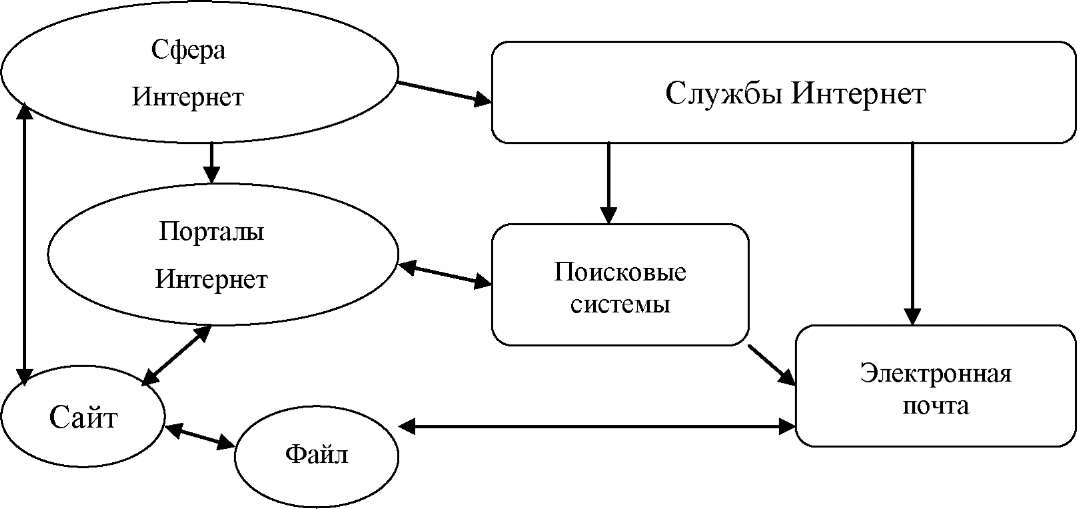 Сфера
Интернет
Службы Интернет
Порталы
Интернет
Поисковые
системы
Электронная
почта
Сайт
Файл